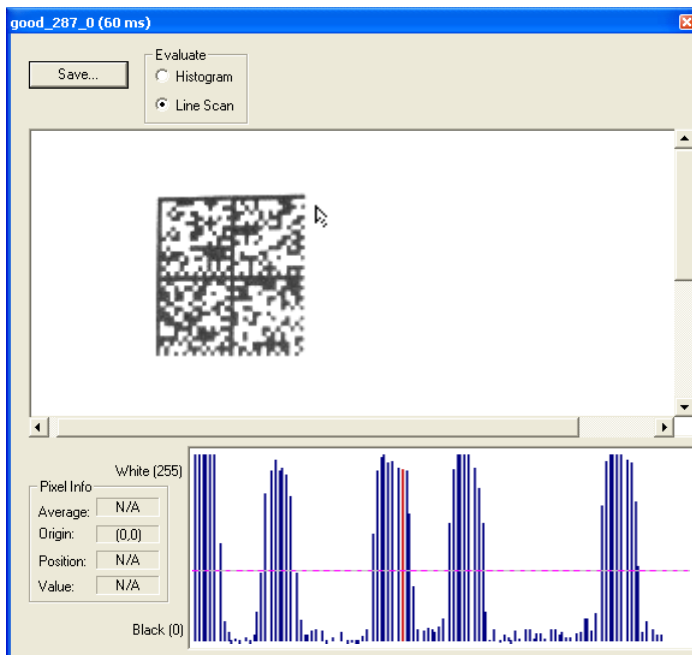 good_287_0 (60 ms)
Save...
Evaluate
Histogram
Line Scan
White (255)
Pixel Info
Average: N/A
Origin: (0,0)
Position: N/A
Value: N/A
Black (0)